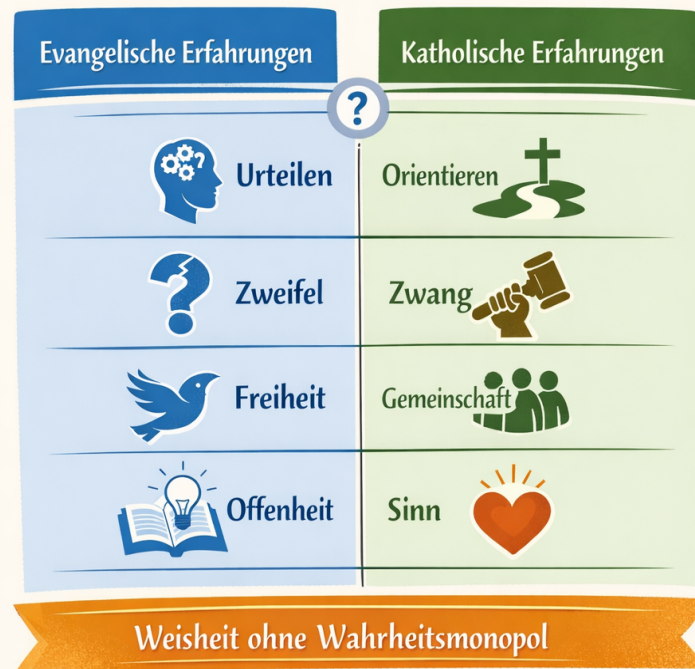 Evangelische Erfahrungen
Katholische Erfahrungen
?
Urteilen
Orientieren
Zweifel
Zwang
Freiheit
Gemeinschaft
Offenheit
Sinn
Weisheit ohne Wahrheitsmonopol